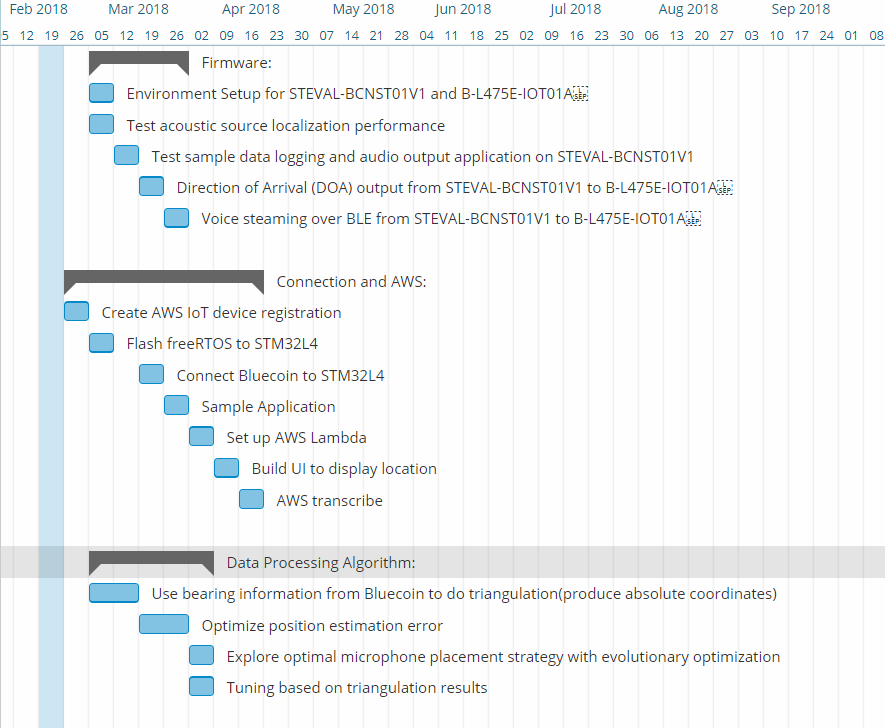 Feb 2018 Mar 2018 Apr 2018 May 2018 Jun 2018 Jul 2018 Aug 2018 Sep 2018
5 12 19 26 05 12 19 26 02 09 16 23 30 07 14 21 28 04 11 18 25 02 09 16 23 30 06 13 20 27 03 10 17 24 01 08
Firmware:
Environment Setup for STEVAL-BCNST01V1 and B-L475E-IOT01A
Test acoustic source localization performance
Test sample data logging and audio output application on STEVAL-BCNST01V1
Direction of Arrival (DOA) output from STEVAL-BCNST01V1 to B-L475E-IOT01A
Voice steaming over BLE from STEVAL-BCNST01V1 to B-L475E-IOT01A
Connection and AWS:
Create AWS IoT device registration
Flash freeRTOS to STM32L4
Connect Bluecoin to STM32L4
Sample Application
Set up AWS Lambda
Build UI to display location
AWS transcribe
Data Processing Algorithm:
Use bearing information from Bluecoin to do triangulation(produce absolute coordinates)
Optimize position estimation error
Explore optimal microphone placement strategy with evolutionary optimization
Tuning based on triangulation results